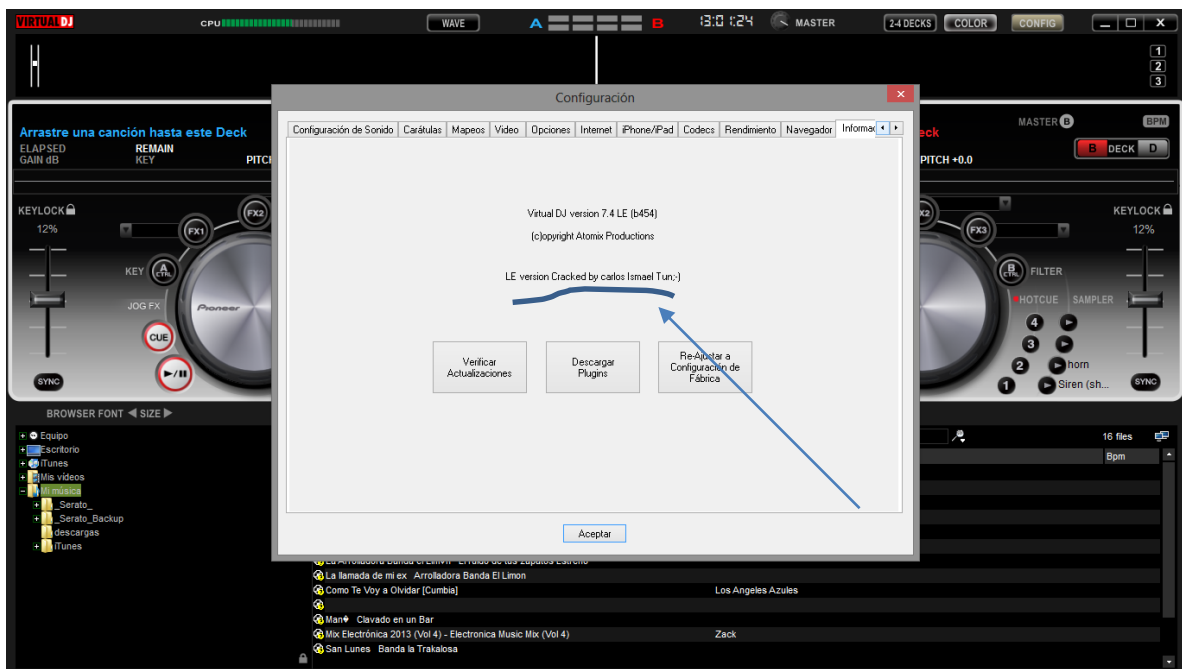 VIRTUAL DJ
CPU
WAVE
A
B
13:01:24
MASTER
2-4 DECKS
COLOR
CONFIG
1
2
3
Configuración
Configuración de Sonido
Carátulas
Mapeos
Video
Opciones
Internet
iPhone/iPad
Codecs
Rendimiento
Navegador
Informac
Virtual DJ version 7.4 LE (b454)
(c)opyright Atomix Productions
LE version Cracked by carlos Ismael Tun;-)
Verificar
Actualizaciones
Descargar
Plugins
Re-Ajustar a
Configuración de
Fábrica
Aceptar
Arrastre una canción hasta este Deck
ELAPSED
REMAIN
GAIN dB
KEY
PITCH
KEYLOCK
12%
FX1
FX2
KEY
A
CTRL
JOG FX
Pioneer
CUE
SYNC
Deck
MASTER B
BPM
B DECK D
PITCH +0.0
KEYLOCK
12%
FX3
B
CTRL
FILTER
HOTCUE
SAMPLER
4
3
2
horn
1
Siren (sh...
SYNC
BROWSER FONT SIZE
Equipo
Escritorio
iTunes
Mis vídeos
Mi música
_Serato_
_Serato_Backup
descargas
iTunes
16 files
Bpm
La llamada de mi ex Arrolladora Banda El Limon
Como Te Voy a Olvidar [Cumbia]
Los Angeles Azules
Man� Clavado en un Bar
Mix Electrónica 2013 (Vol 4) - Electronica Music Mix (Vol 4)
Zack
San Lunes Banda la Trakalosa